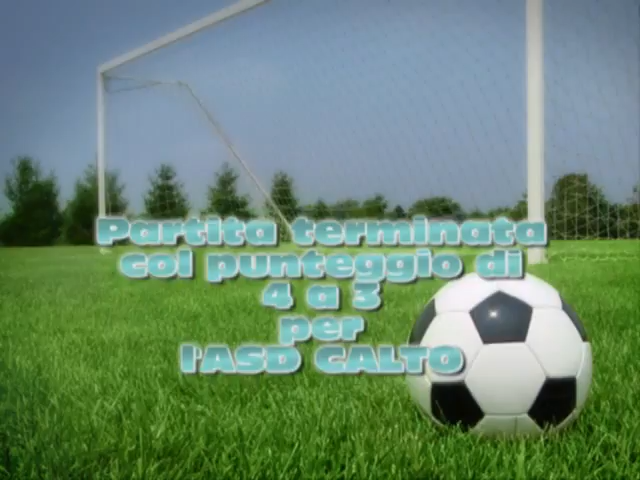 Partita terminata
col punteggio di
4 a 3
per
l'ASD CALTO